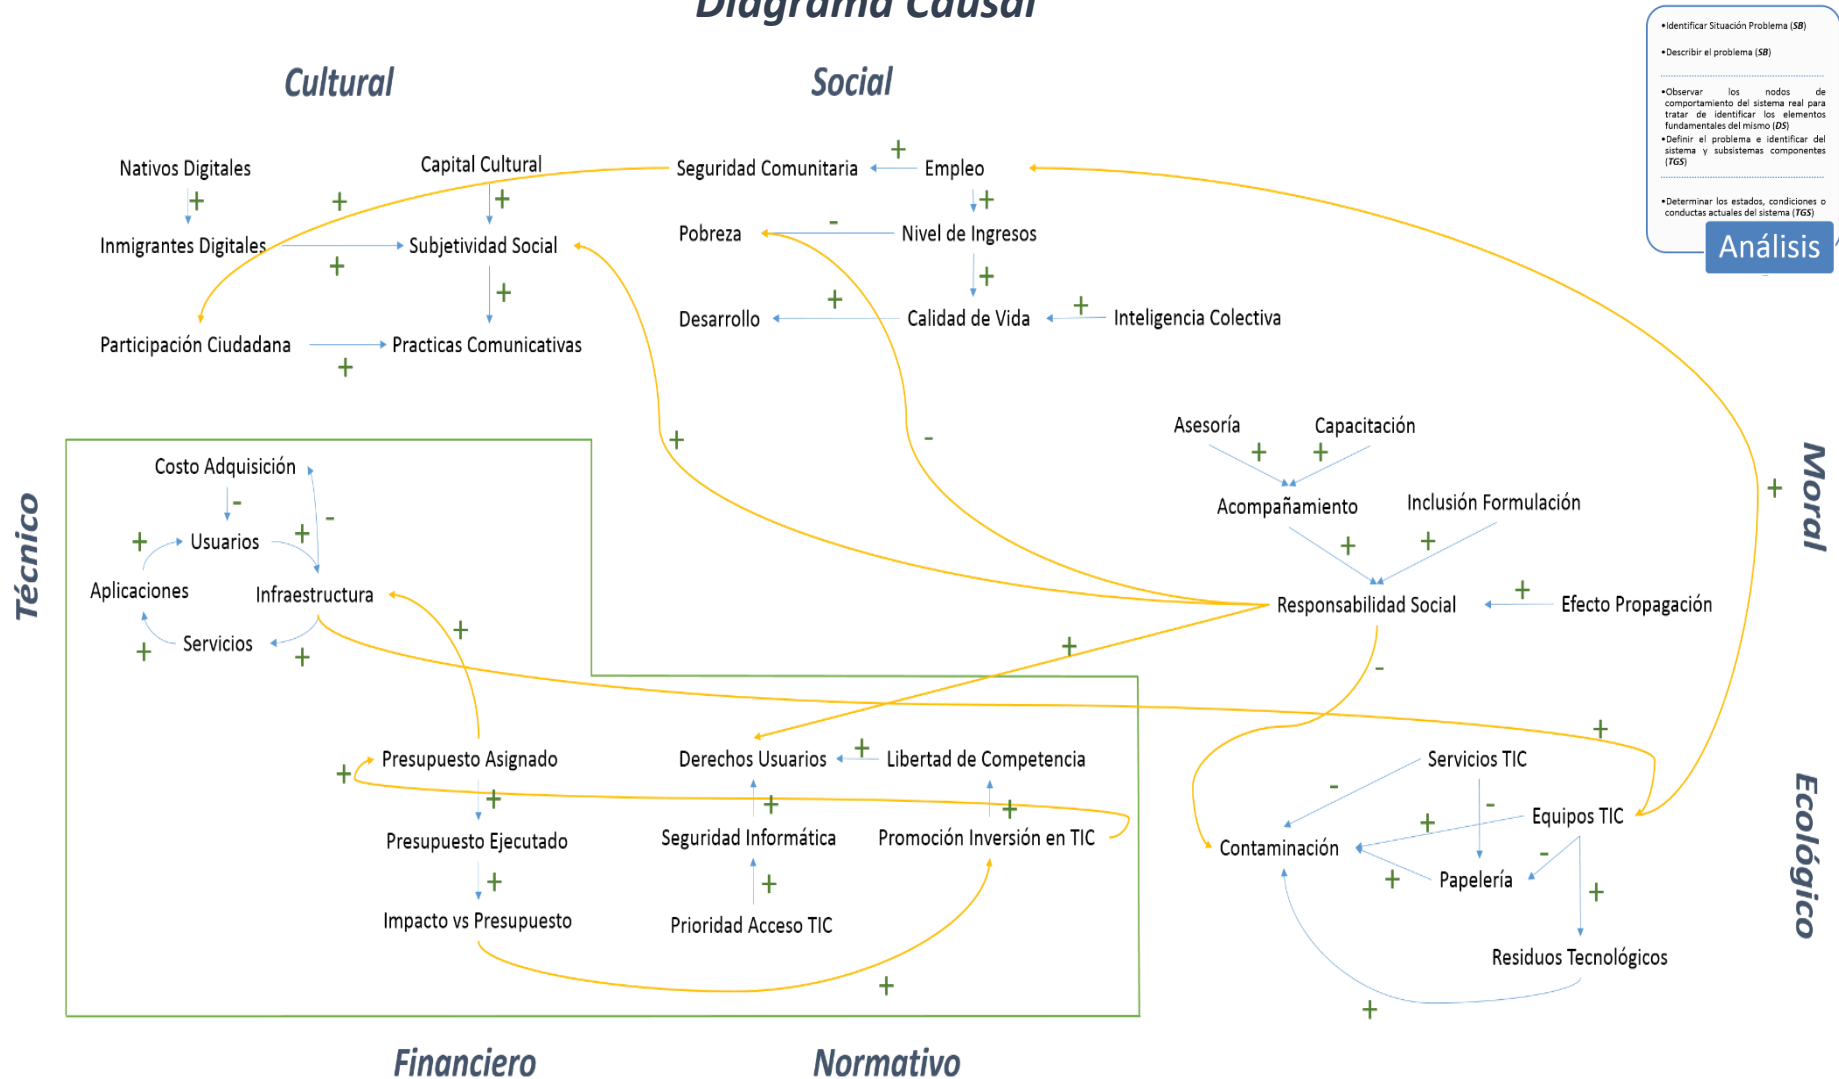 Diagrama Causal
•Identificar Situación Problema (SB)
•Describir el problema (SB)
•Observar los nodos de
comportamiento del sistema real para
tratar de identificar los elementos
fundamentales del mismo (DS)
•Definir el problema e identificar del
sistema y subsistemas componentes
(TGS)
•Determinar los estados, condiciones o
conductas actuales del sistema (TGS)
Análisis
Cultural
Social
Nativos Digitales
Capital Cultural
Seguridad Comunitaria
+
Empleo
+
+
+
+
Inmigrantes Digitales
+
Subjetividad Social
Pobreza
-
Nivel de Ingresos
+
+
Participación Ciudadana
+
Practicas Comunicativas
Desarrollo
+
Calidad de Vida
+
Inteligencia Colectiva
+
-
Asesoría
+
Capacitación
+
Acompañamiento
Inclusión Formulación
+
+
Responsabilidad Social
+
Efecto Propagación
+
Moral
Técnico
Costo Adquisición
-
-
+
Usuarios
+
Aplicaciones
Infraestructura
+
Servicios
+
+
+
-
+
Presupuesto Asignado
+
+
Presupuesto Ejecutado
+
Impacto vs Presupuesto
Derechos Usuarios
+
Libertad de Competencia
+
+
Seguridad Informática
Promoción Inversión en TIC
+
Prioridad Acceso TIC
+
Servicios TIC
-
-
+
Equipos TIC
Contaminación
-
+
Papelería
+
Residuos Tecnológicos
+
Ecológico
Financiero
Normativo